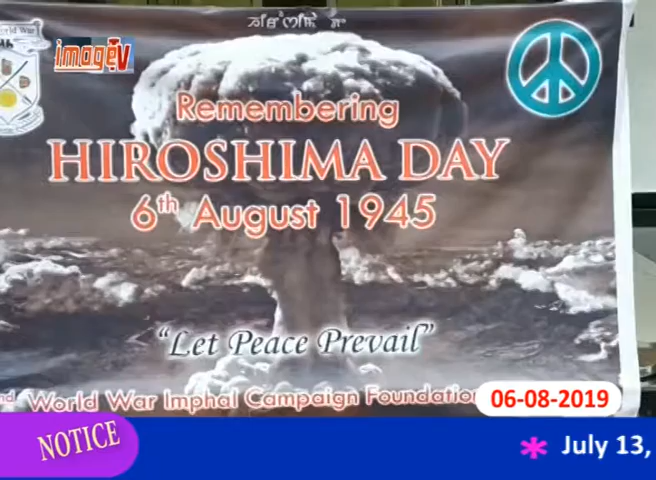 imagetv
Remembering
HIROSHIMA DAY
6th August 1945
"Let Peace Prevail"
World War Imphal Campaign Foundation
06-08-2019
NOTICE
July 13,